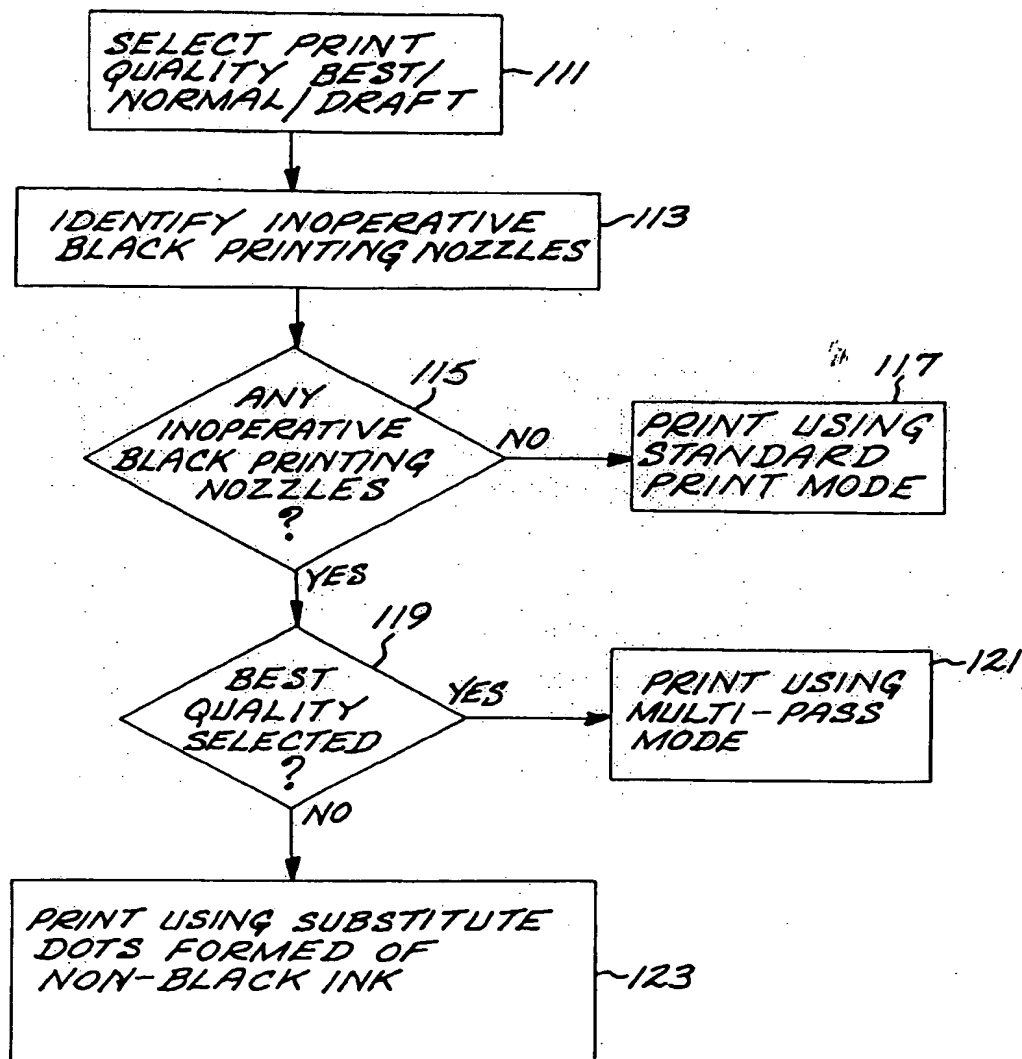 SELECT PRINT
QUALITY BEST/
NORMAL/DRAFT
111
IDENTIFY INOPERATIVE
BLACK PRINTING NOZZLES
113
115
ANY
INOPERATIVE
BLACK PRINTING
NOZZLES
?
NO
YES
117
PRINT USING
STANDARD
PRINT MODE
119
BEST
QUALITY
SELECTED
?
YES
NO
PRINT USING
MULTI-PASS
MODE
121
PRINT USING SUBSTITUTE
DOTS FORMED OF
NON-BLACK INK
123